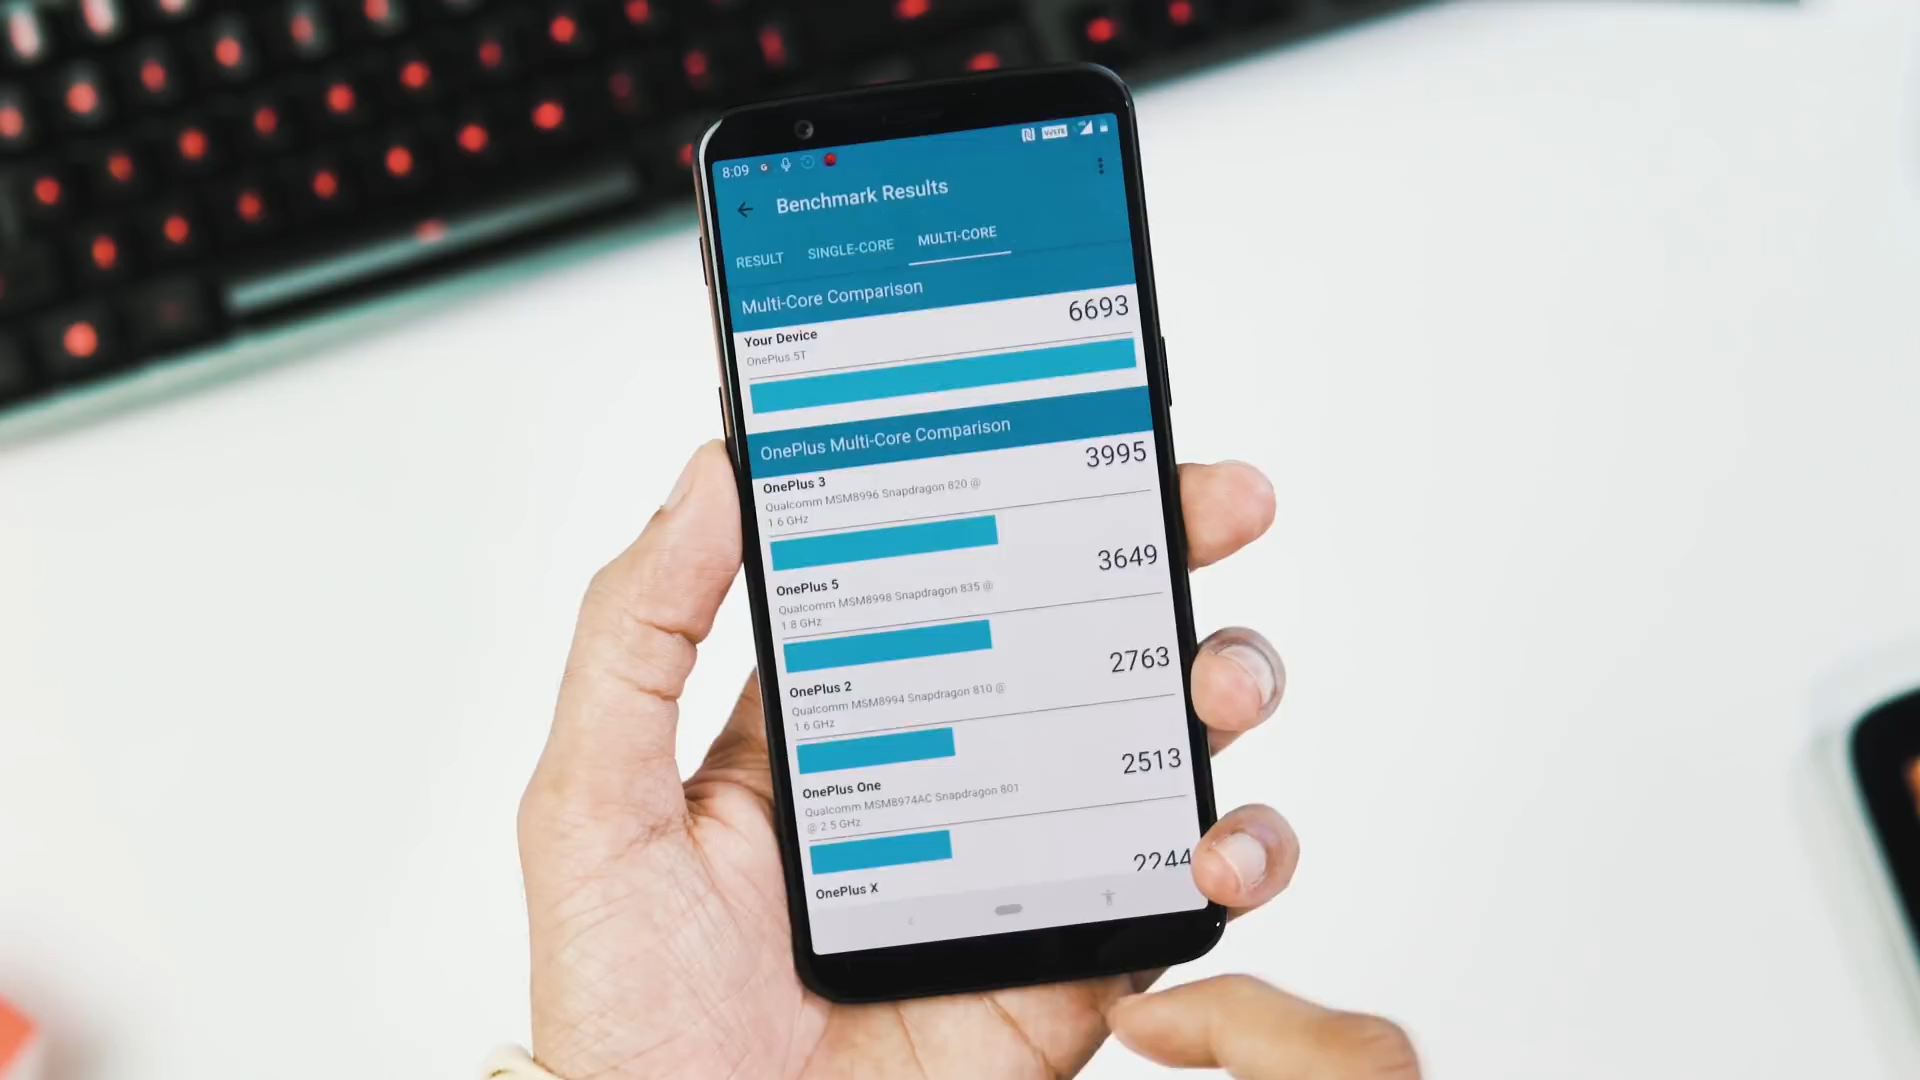 8:09
VoLTE
Benchmark Results
RESULT SINGLE-CORE MULTI-CORE
Multi-Core Comparison
Your Device 6693
OnePlus 5T
OnePlus Multi-Core Comparison
OnePlus 3 3995
Qualcomm MSM8996 Snapdragon 820 @
1.6 GHz
OnePlus 5 3649
Qualcomm MSM8998 Snapdragon 835 @
1.8 GHz
OnePlus 2 2763
Qualcomm MSM8994 Snapdragon 810 @
1.6 GHz
OnePlus One 2513
Qualcomm MSM8974AC Snapdragon 801
@ 2.5 GHz
OnePlus X 2244